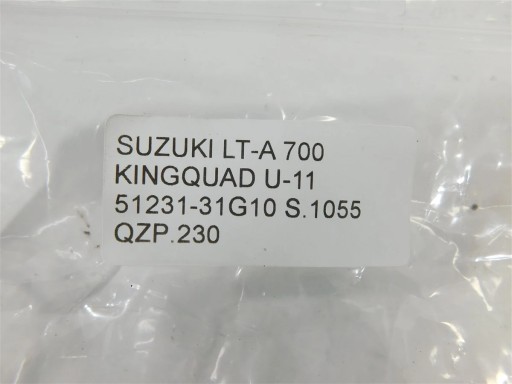 SUZUKI LT-A 700
KINGQUAD U-11
51231-31G10 S.1055
QZP.230